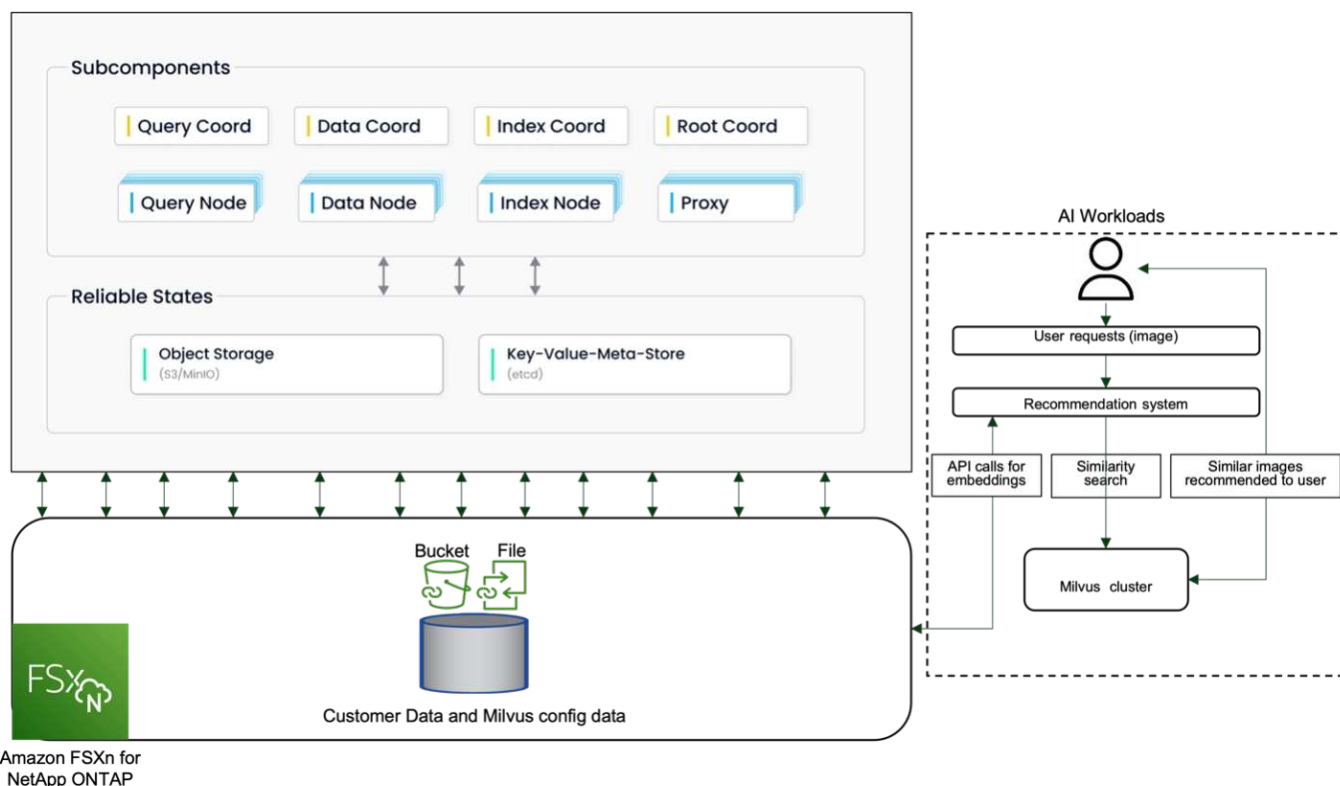 Subcomponents
Query Coord
Data Coord
Index Coord
Root Coord
Query Node
Data Node
Index Node
Proxy
Reliable States
Object Storage
(S3/MinIO)
Key-Value-Meta-Store
(etcd)
Bucket
File
FSx
N
Customer Data and Milvus config data
Amazon FSXn for
NetApp ONTAP
AI Workloads
User requests (image)
Recommendation system
API calls for
embeddings
Similarity
search
Similar images
recommended to user
Milvus cluster